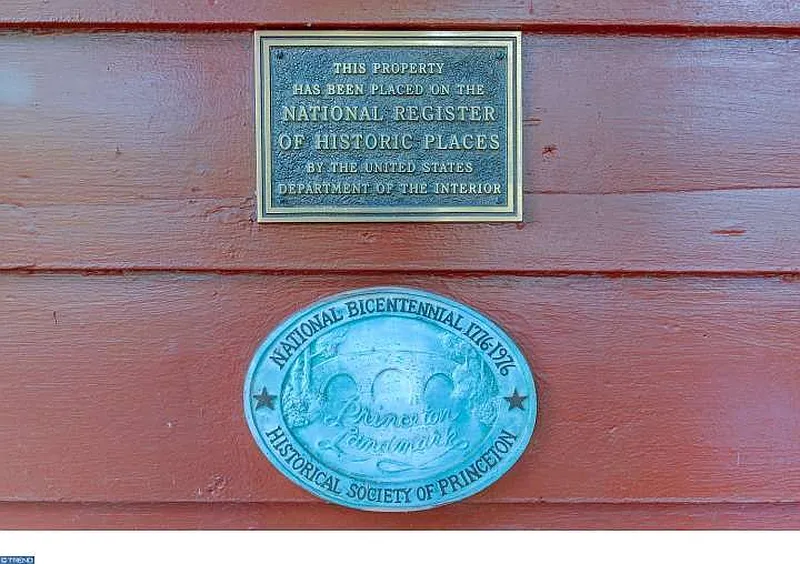 THIS PROPERTY
HAS BEEN PLACED ON THE
NATIONAL REGISTER
OF HISTORIC PLACES
BY THE UNITED STATES
DEPARTMENT OF THE INTERIOR
NATIONAL BICENTENNIAL 1776-1976
Princeton
Landmark
HISTORICAL SOCIETY OF PRINCETON
© TREND